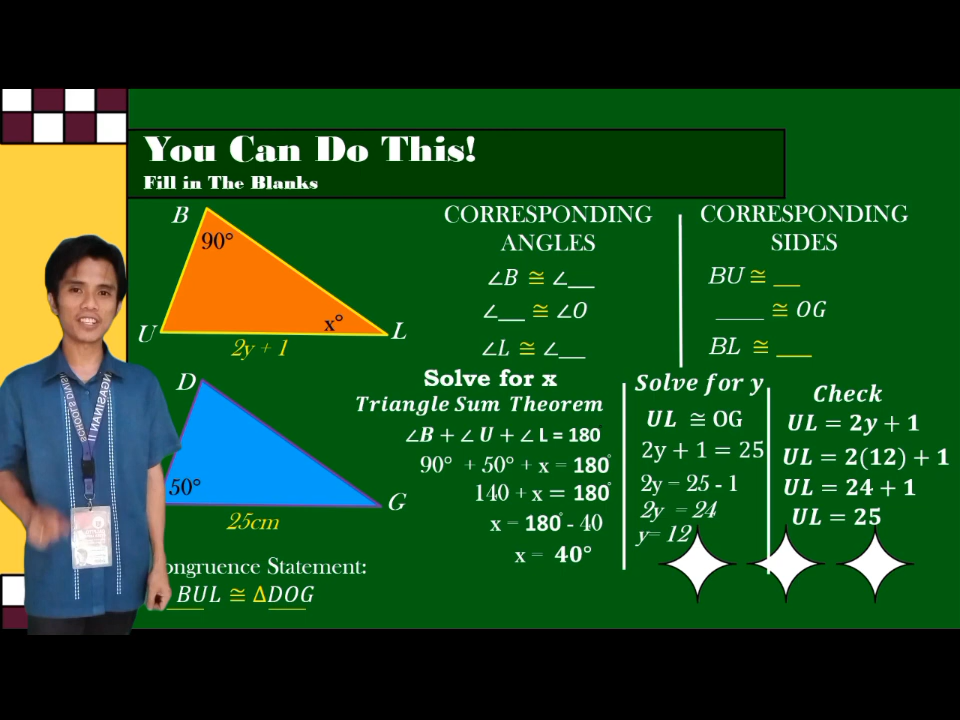 You Can Do This!
Fill in The Blanks
B
90°
U
x°
L
2y + 1
D
50°
G
25cm
ongruence Statement:
BUL ≅ ΔDOG
CORRESPONDING
ANGLES
∠B ≅ ∠__
∠__ ≅ ∠O
∠L ≅ ∠__
CORRESPONDING
SIDES
BU ≅ __
____ ≅ OG
BL ≅ ___
Solve for x
Triangle Sum Theorem
∠B + ∠U + ∠L = 180°
90° + 50° + x = 180°
140 + x = 180°
x = 180° - 40
x = 40°
Solve for y
UL ≅ OG
2y + 1 = 25
2y = 25 - 1
2y = 24
y= 12
Check
UL = 2y + 1
UL = 2(12) + 1
UL = 24 + 1
UL = 25